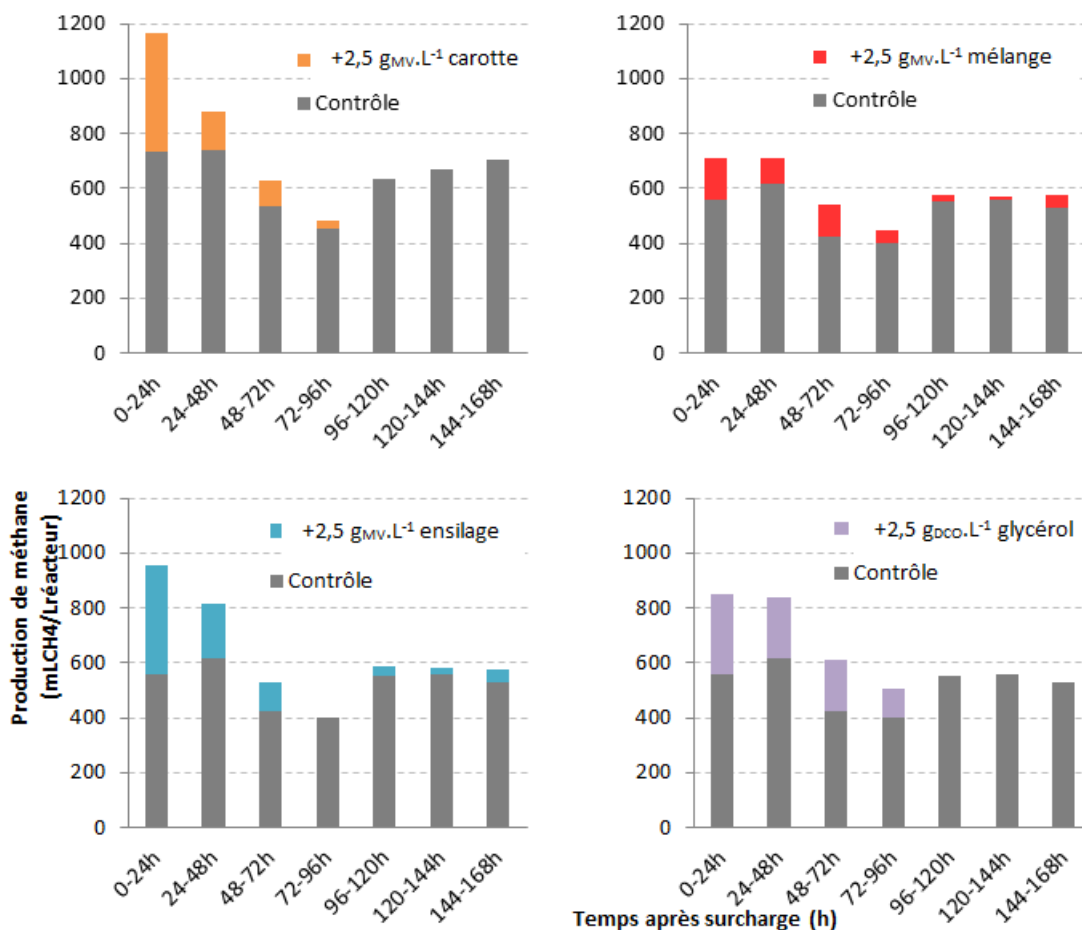 1200
1000
800
600
400
200
0
+2,5 gMV.L-1 carotte
Contrôle
0-24h
24-48h
48-72h
72-96h
96-120h
120-144h
144-168h
1200
1000
800
600
400
200
0
+2,5 gMV.L-1 mélange
Contrôle
0-24h
24-48h
48-72h
72-96h
96-120h
120-144h
144-168h
Production de méthane
(mLCH4/Lréacteur)
1200
1000
800
600
400
200
0
+2,5 gMV.L-1 ensilage
Contrôle
0-24h
24-48h
48-72h
72-96h
96-120h
120-144h
144-168h
1200
1000
800
600
400
200
0
+2,5 gDCO.L-1 glycérol
Contrôle
0-24h
24-48h
48-72h
72-96h
96-120h
120-144h
144-168h
Temps après surcharge (h)